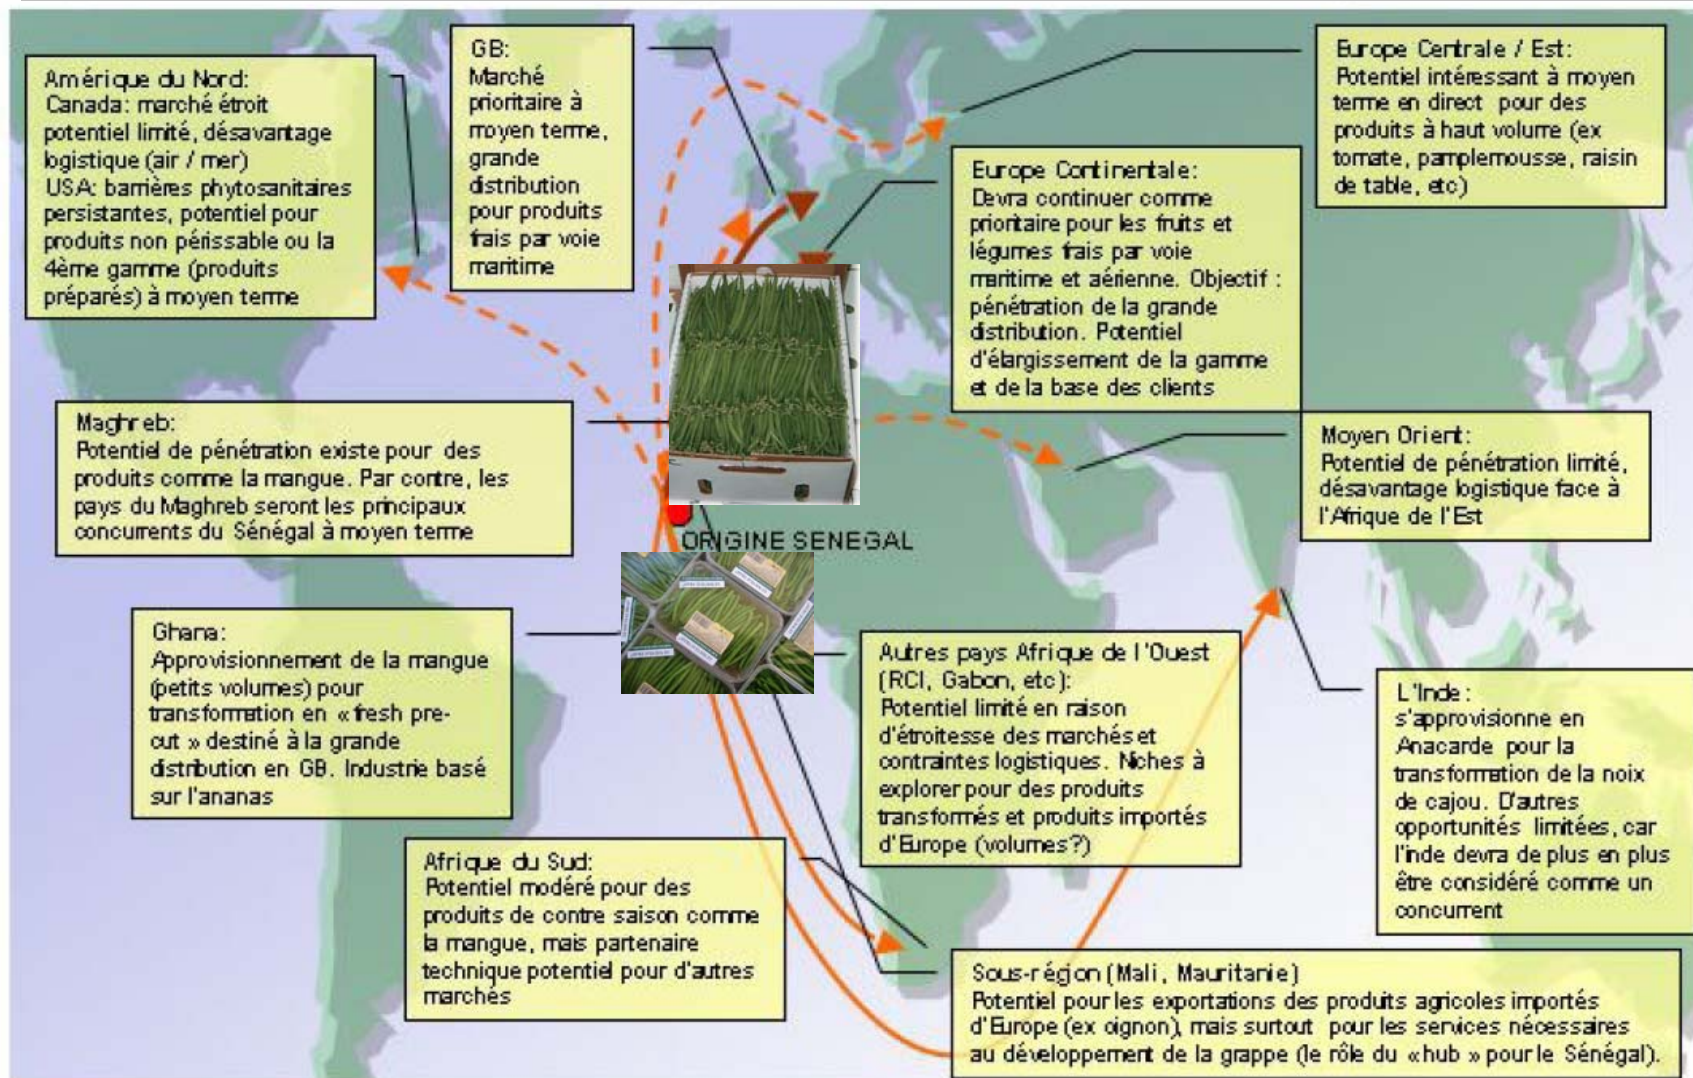 Amérique du Nord:
Canada: marché étroit
potentiel limité, désavantage
logistique (air / mer)
USA: barrières phytosanitaires
persistantes, potentiel pour
produits non périssable ou la
4ème gamme (produits
préparés) à moyen terme
GB:
Marché
prioritaire à
moyen terme,
grande
distribution
pour produits
frais par voie
maritime
Europe Centrale / Est:
Potentiel intéressant à moyen
terme en direct pour des
produits à haut volume (ex
tomate, pamplemousse, raisin
de table, etc)
Europe Continentale:
Devra continuer comme
prioritaire pour les fruits et
légumes frais par voie
maritime et aérienne. Objectif :
pénétration de la grande
distribution. Potentiel
d'élargissement de la gamme
et de la base des clients
Maghreb:
Potentiel de pénétration existe pour des
produits comme la mangue. Par contre, les
pays du Maghreb seront les principaux
concurrents du Sénégal à moyen terme
Moyen Orient:
Potentiel de pénétration limité,
désavantage logistique face à
l'Afrique de l'Est
ORIGINE SENEGAL
Ghana:
Approvisionnement de la mangue
(petits volumes) pour
transformation en « fresh pre-
cut » destiné à la grande
distribution en GB. Industrie basé
sur l'ananas
Autres pays Afrique de l'Ouest
(RCI, Gabon, etc):
Potentiel limité en raison
d'étroitesse des marchés et
contraintes logistiques. Niches à
explorer pour des produits
transformés et produits importés
d'Europe (volumes?)
L'Inde:
s'approvisionne en
Anacarde pour la
transformation de la noix
de cajou. D'autres
opportunités limitées, car
l'inde devra de plus en plus
être considéré comme un
concurrent
Afrique du Sud:
Potentiel modéré pour des
produits de contre saison comme
la mangue, mais partenaire
technique potentiel pour d'autres
marchés
Sous-région (Mali, Mauritanie)
Potentiel pour les exportations des produits agricoles importés
d'Europe (ex oignon), mais surtout pour les services nécessaires
au développement de la grappe (le rôle du « hub » pour le Sénégal).